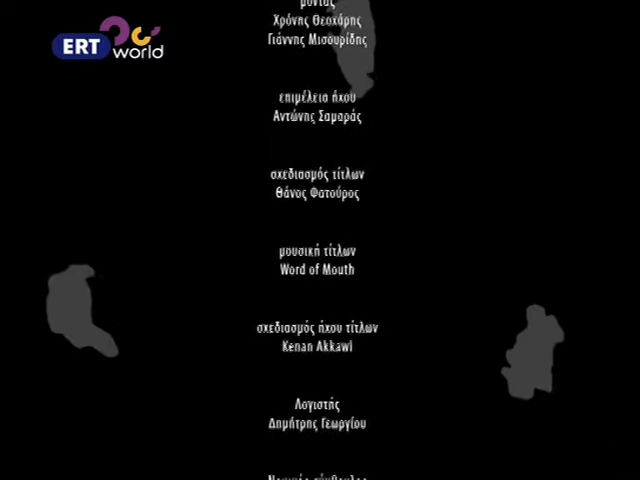 ERT world
μοντάζ
Χρόνης Θεοχάρης
Γιάννης Μισουρίδης
επιμέλεια ήχου
Αντώνης Σαμαράς
σχεδιασμός τίτλων
Θάνος Φατούρος
μουσική τίτλων
Word of Mouth
σχεδιασμός ήχου τίτλων
Kenan Akkawi
Λογιστής
Δημήτρης Γεωργίου